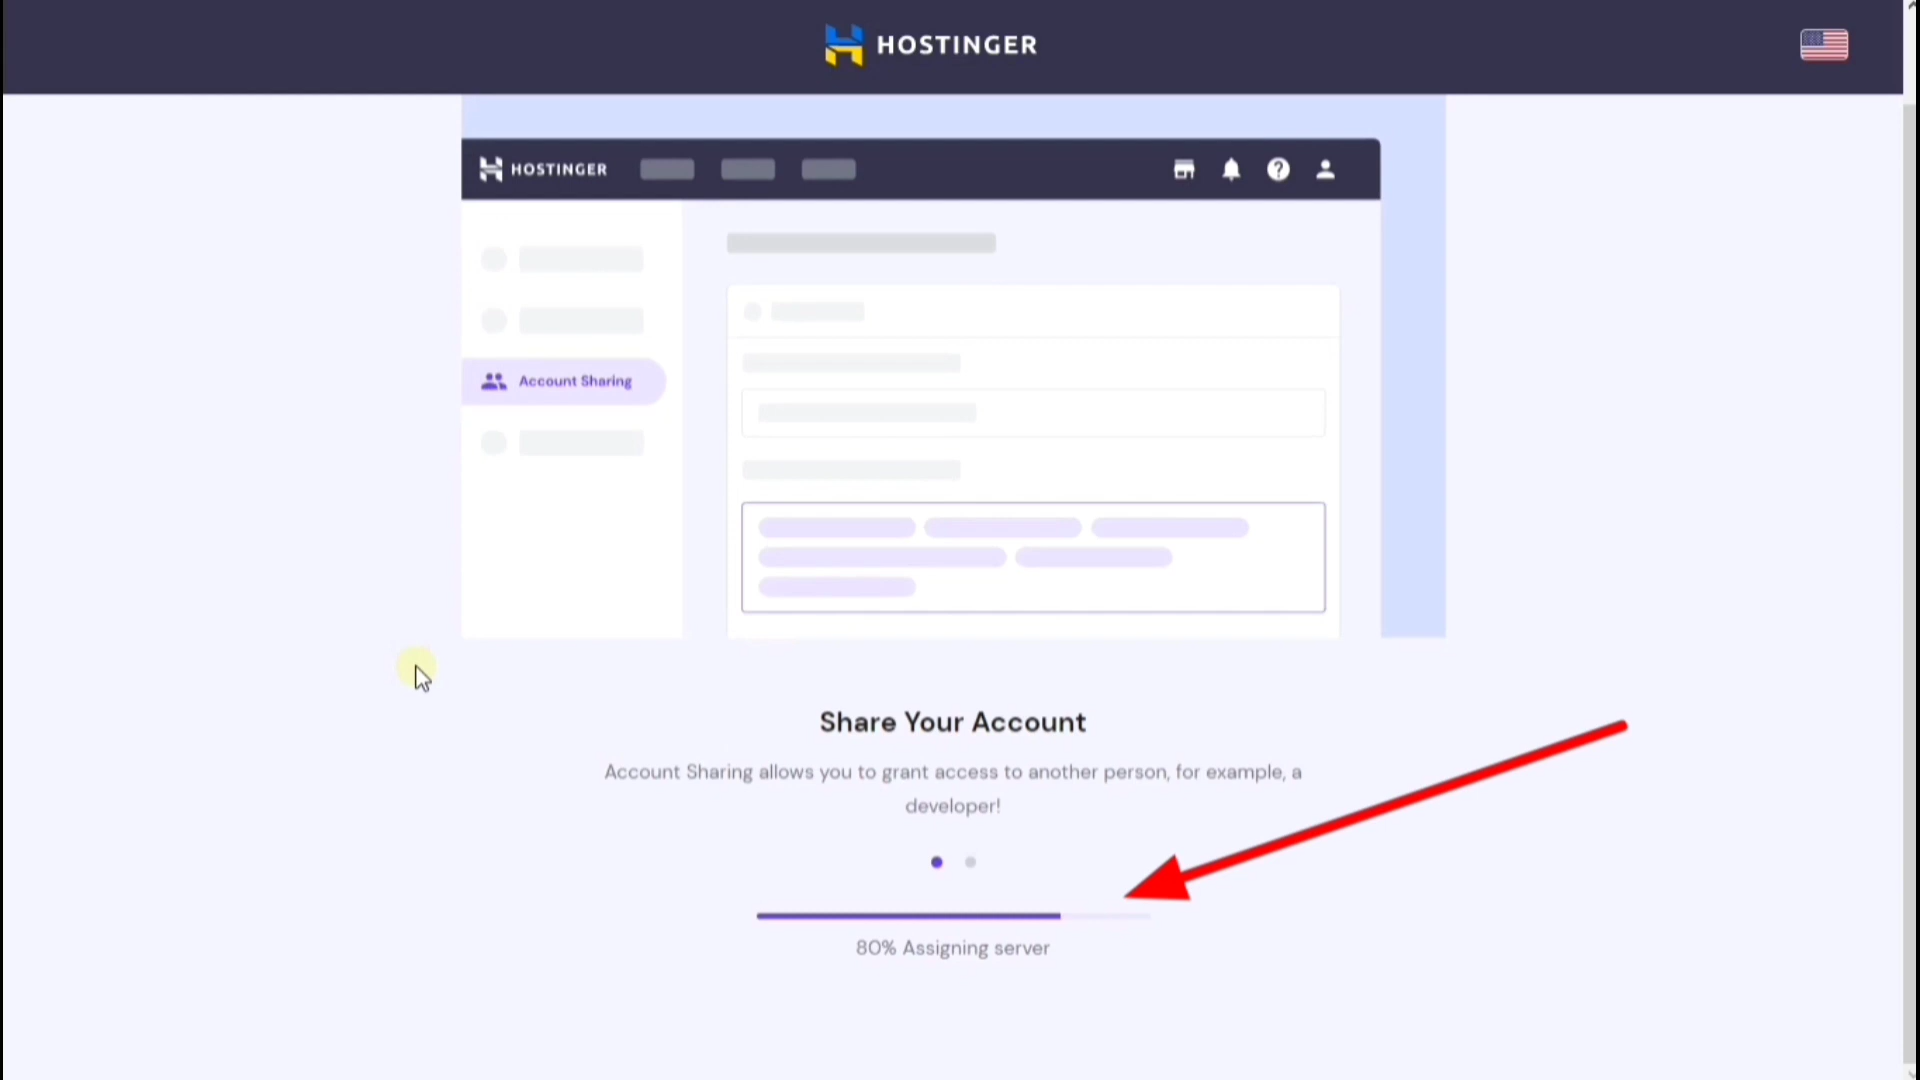 HOSTINGER
HOSTINGER
Account Sharing
Share Your Account
Account Sharing allows you to grant access to another person, for example, a
developer!
80% Assigning server